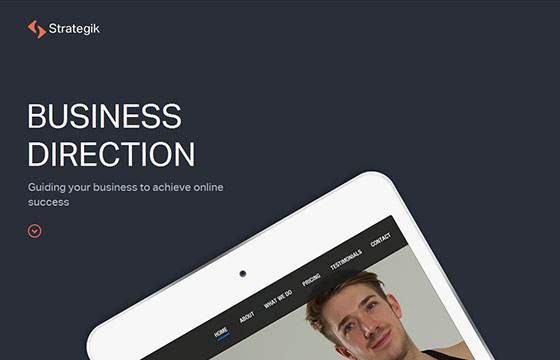 Strategik
BUSINESS
DIRECTION
Guiding your business to achieve online
success
HOME ABOUT WHAT WE DO PRICING TESTIMONIALS CONTACT